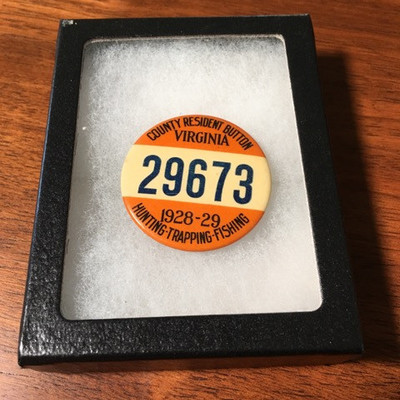 COUNTY RESIDENT BUTTON
VIRGINIA
29673
1928-29
HUNTING·TRAPPING·FISHING